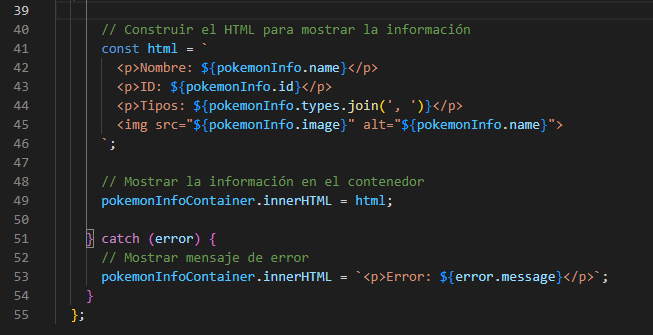 39
40 // Construir el HTML para mostrar la información
41 const html = `
42 <p>Nombre: ${pokemonInfo.name}</p>
43 <p>ID: ${pokemonInfo.id}</p>
44 <p>Tipos: ${pokemonInfo.types.join(', ')}</p>
45 <img src="${pokemonInfo.image}" alt="${pokemonInfo.name}">
46 `;
47
48 // Mostrar la información en el contenedor
49 pokemonInfoContainer.innerHTML = html;
50
51 } catch (error) {
52 // Mostrar mensaje de error
53 pokemonInfoContainer.innerHTML = `<p>Error: ${error.message}</p>`;
54 }
55 };